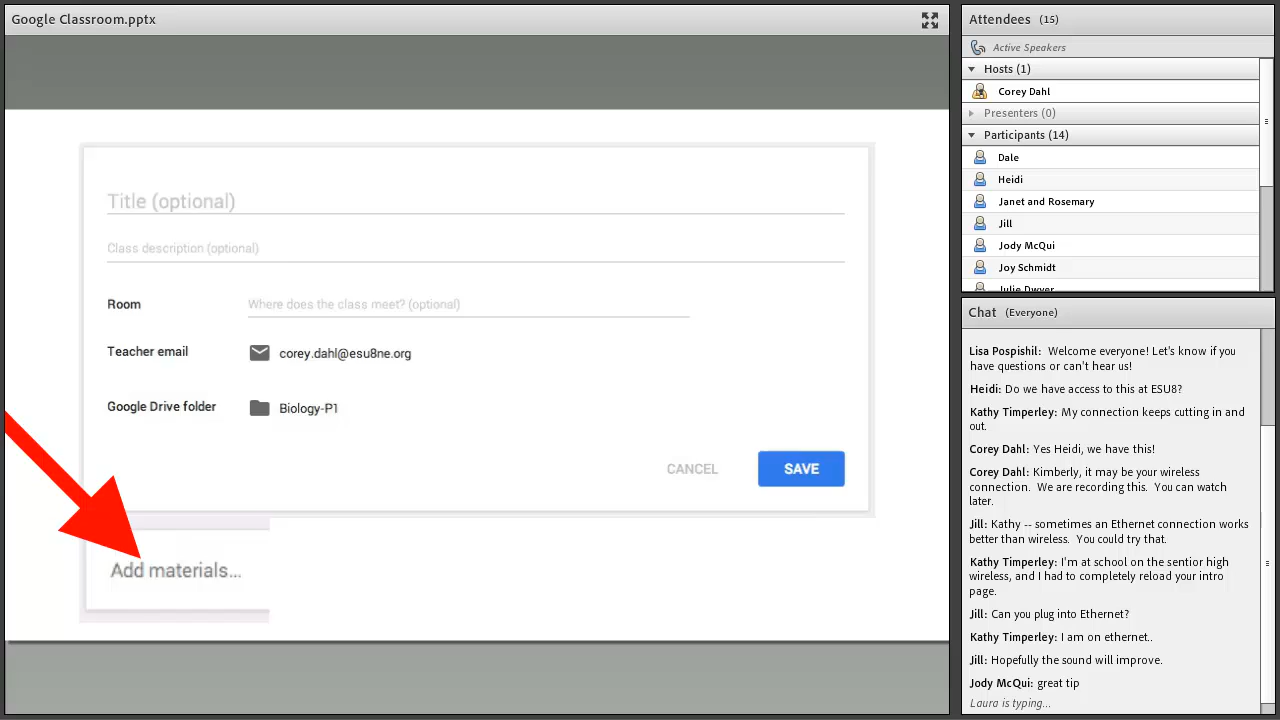 Google Classroom.pptx
Title (optional)
Class description (optional)
Room
Where does the class meet? (optional)
Teacher email
corey.dahl@esu8ne.org
Google Drive folder
Biology-P1
CANCEL
SAVE
Add materials...
Attendees (15)
Active Speakers
Hosts (1)
Corey Dahl
Presenters (0)
Participants (14)
Dale
Heidi
Janet and Rosemary
Jill
Jody McQui
Joy Schmidt
Julie Dwyer
Chat (Everyone)
Lisa Pospishil: Welcome everyone! Let's know if you
have questions or can't hear us!
Heidi: Do we have access to this at ESU8?
Kathy Timperley: My connection keeps cutting in and
out.
Corey Dahl: Yes Heidi, we have this!
Corey Dahl: Kimberly, it may be your wireless
connection. We are recording this. You can watch
later.
Jill: Kathy -- sometimes an Ethernet connection works
better than wireless. You could try that.
Kathy Timperley: I'm at school on the sentior high
wireless, and I had to completely reload your intro
page.
Jill: Can you plug into Ethernet?
Kathy Timperley: I am on ethernet..
Jill: Hopefully the sound will improve.
Jody McQui: great tip
Laura is typing...